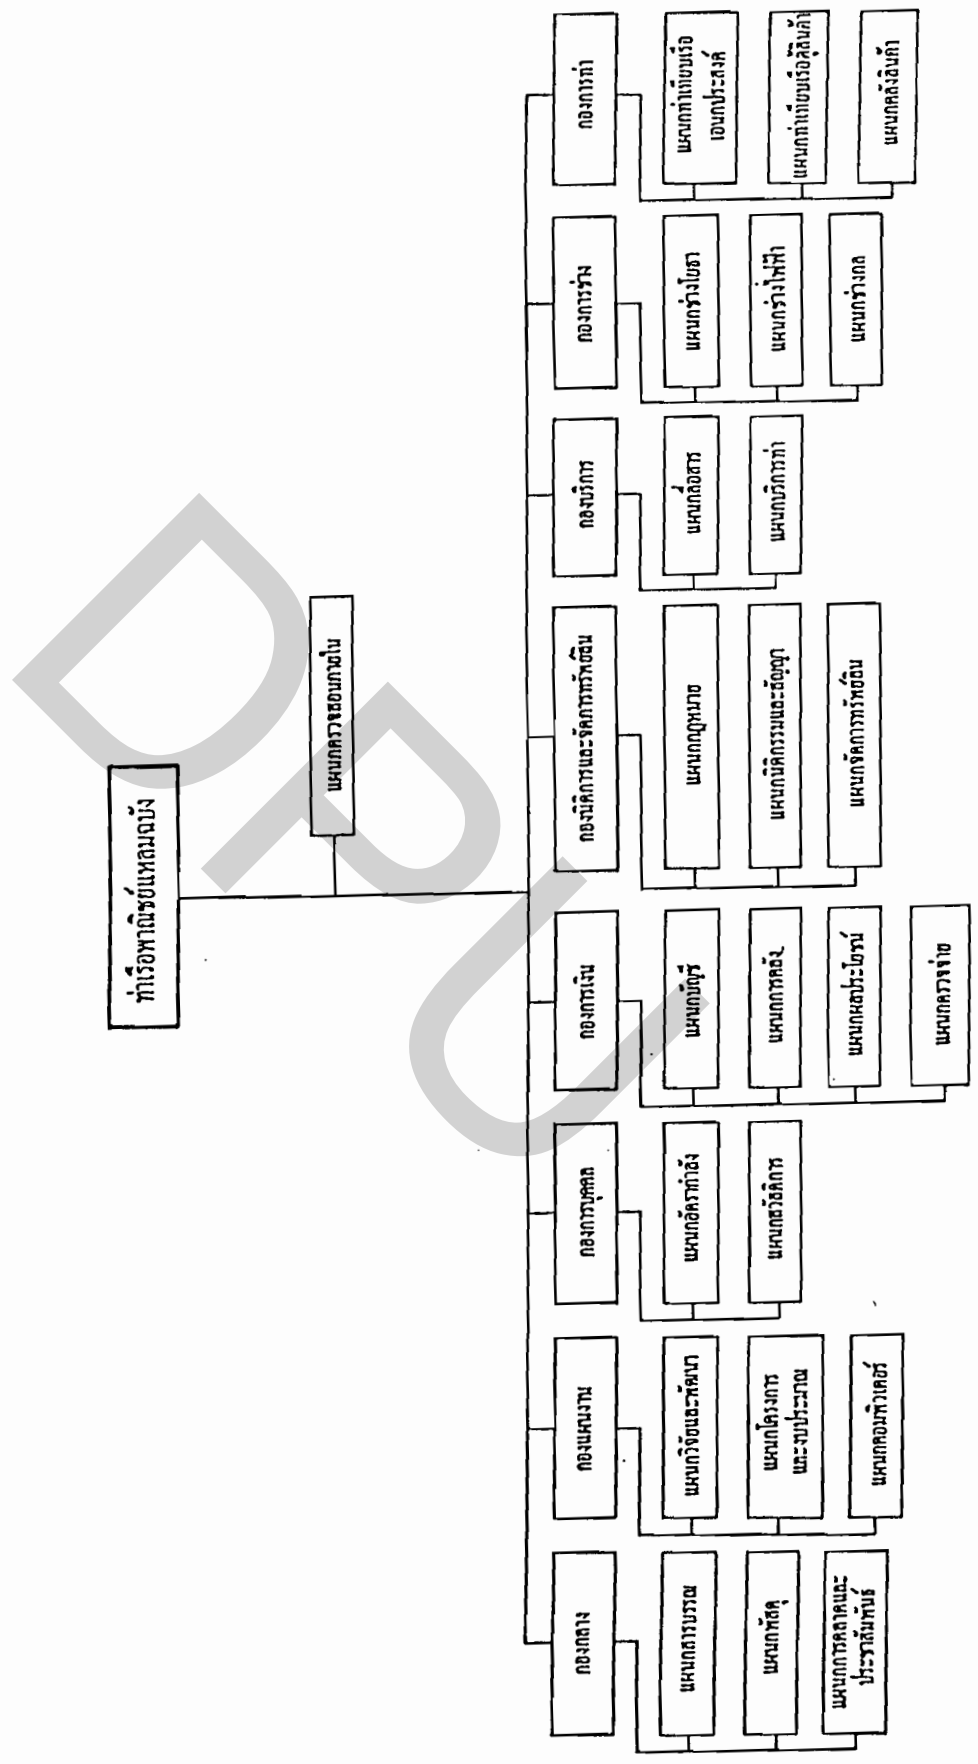 ท่าเรือพาณิชย์แหลมฉบัง
แผนกตรวจสอบภายใน
กองกลาง
แผนกสารบรรณ
แผนกพัสดุ
แผนกการตลาดและ
ประชาสัมพันธ์
กองแผนงาน
แผนกวิจัยและพัฒนา
แผนกโครงการ
และงบประมาณ
แผนกคอมพิวเตอร์
กองการบุคคล
แผนกอัตรากำลัง
แผนกสวัสดิการ
กองการเงิน
แผนกบัญชี
แผนกการคลัง
แผนกผลประโยชน์
แผนกตรวจจ่าย
กองนิติการและจัดการทรัพย์สิน
แผนกกฎหมาย
แผนกนิติกรรมและสัญญา
แผนกจัดการทรัพย์สิน
กองบริการ
แผนกสื่อสาร
แผนกบริการท่า
กองการช่าง
แผนกช่างโยธา
แผนกช่างไฟฟ้า
แผนกช่างกล
กองการท่า
แผนกท่าเทียบเรือ
เอนกประสงค์
แผนกท่าเทียบเรือตู้สินค้า
แผนกคลังสินค้า
DPU